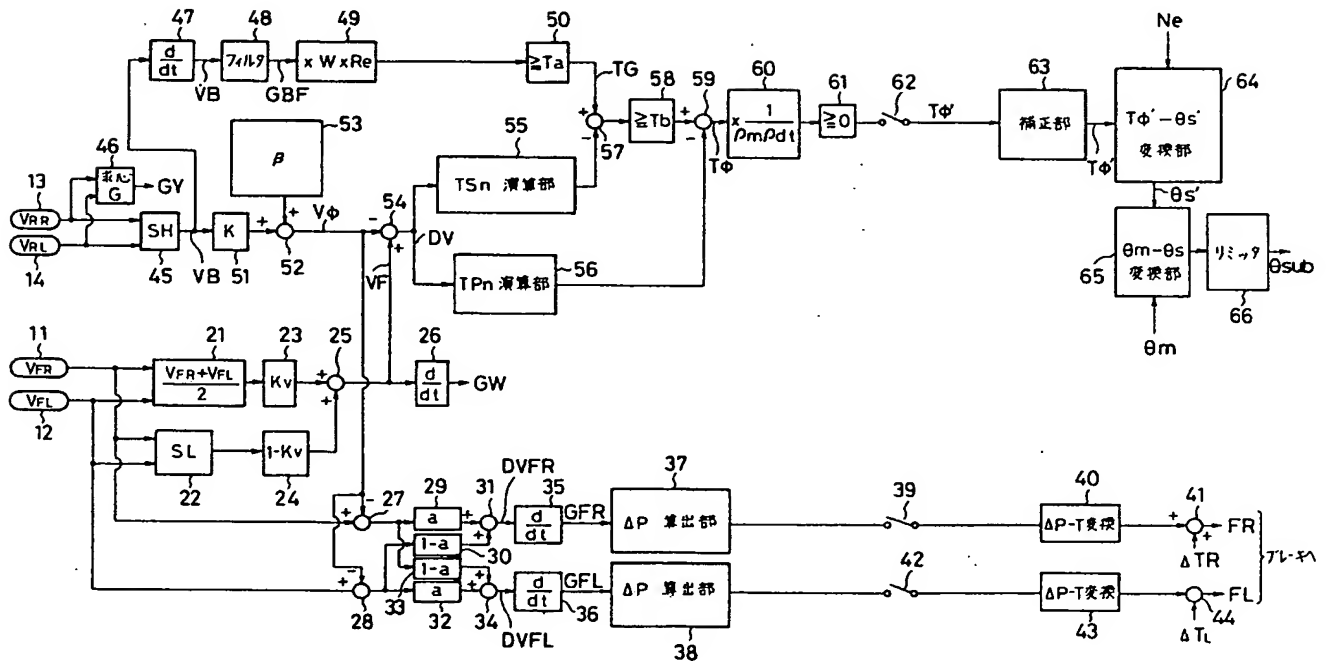 47
d/dt
V̇B
48
フィルタ
GBF
49
x W x Re
50
≧Ta
TG
53
β
46
求心G
GY
13
VRR
14
VRL
SH
45
VB
K
51
+
+
52
Vφ
-
54
+
DV
VF
55
TSn 演算部
56
TPn 演算部
+
-
57
58
≧Tb
+
-
59
Tφ
60
x 1/ρmρdt
61
≧0
62
Tφ'
63
補正部
Tφ'
Ne
64
Tφ'-θs' 変換部
θs'
65
θm-θs 変換部
θm
リミッタ
66
θsub
11
VFR
12
VFL
21
VFR+VFL/2
23
Kv
+
+
25
26
d/dt
GW
SL
22
1-Kv
24
+
-
27
+
-
28
29
a
1-a
30
1-a
33
a
32
+
+
31
DVFR
+
+
34
DVFL
35
d/dt
GFR
d/dt
36
GFL
37
ΔP 算出部
ΔP 算出部
38
39
42
40
ΔP-T変換
ΔP-T変換
43
+
+
41
FR
ΔTR
44
FL
ΔTL
ブレーキへ